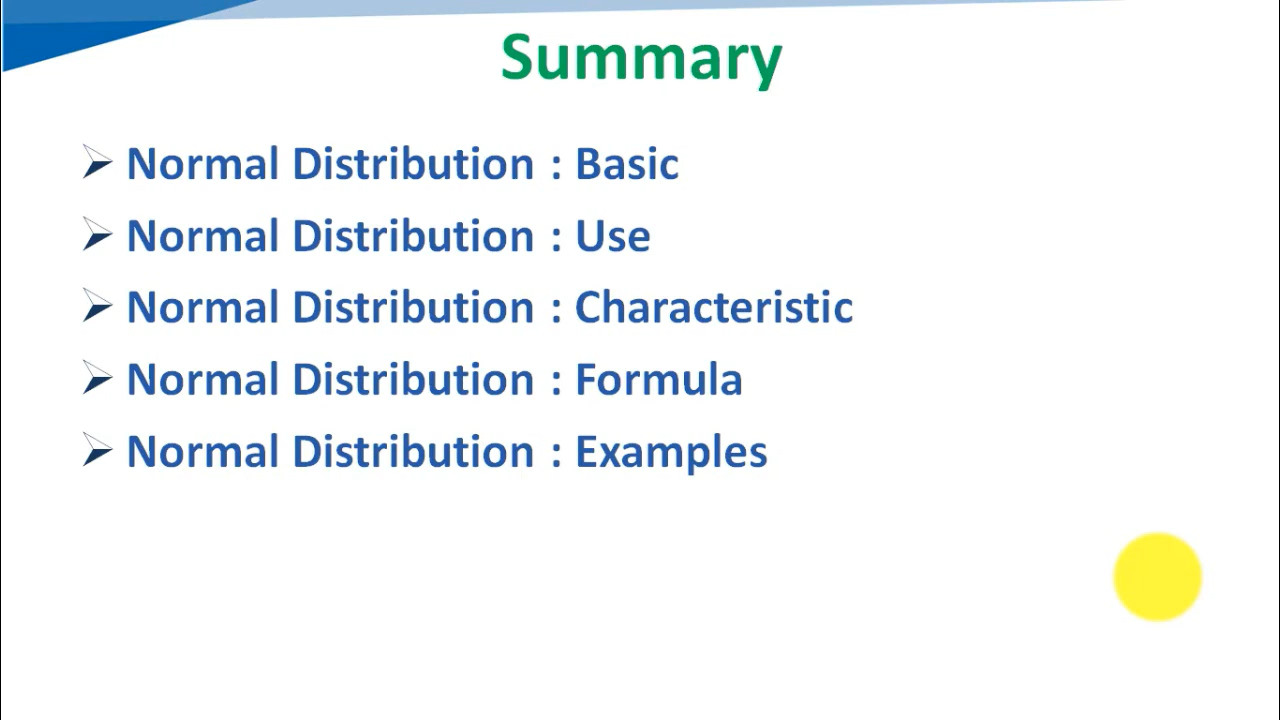 Summary
Normal Distribution : Basic
Normal Distribution : Use
Normal Distribution : Characteristic
Normal Distribution : Formula
Normal Distribution : Examples